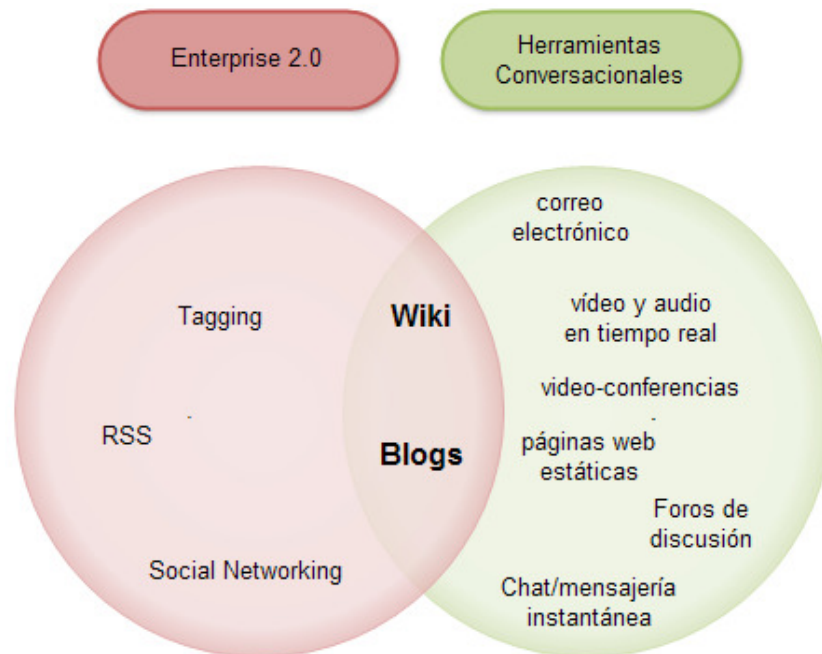 Enterprise 2.0
Herramientas
Conversacionales
Tagging
RSS
Social Networking
Wiki
Blogs
correo
electrónico
vídeo y audio
en tiempo real
video-conferencias
páginas web
estáticas
Foros de
discusión
Chat/mensajería
instantánea